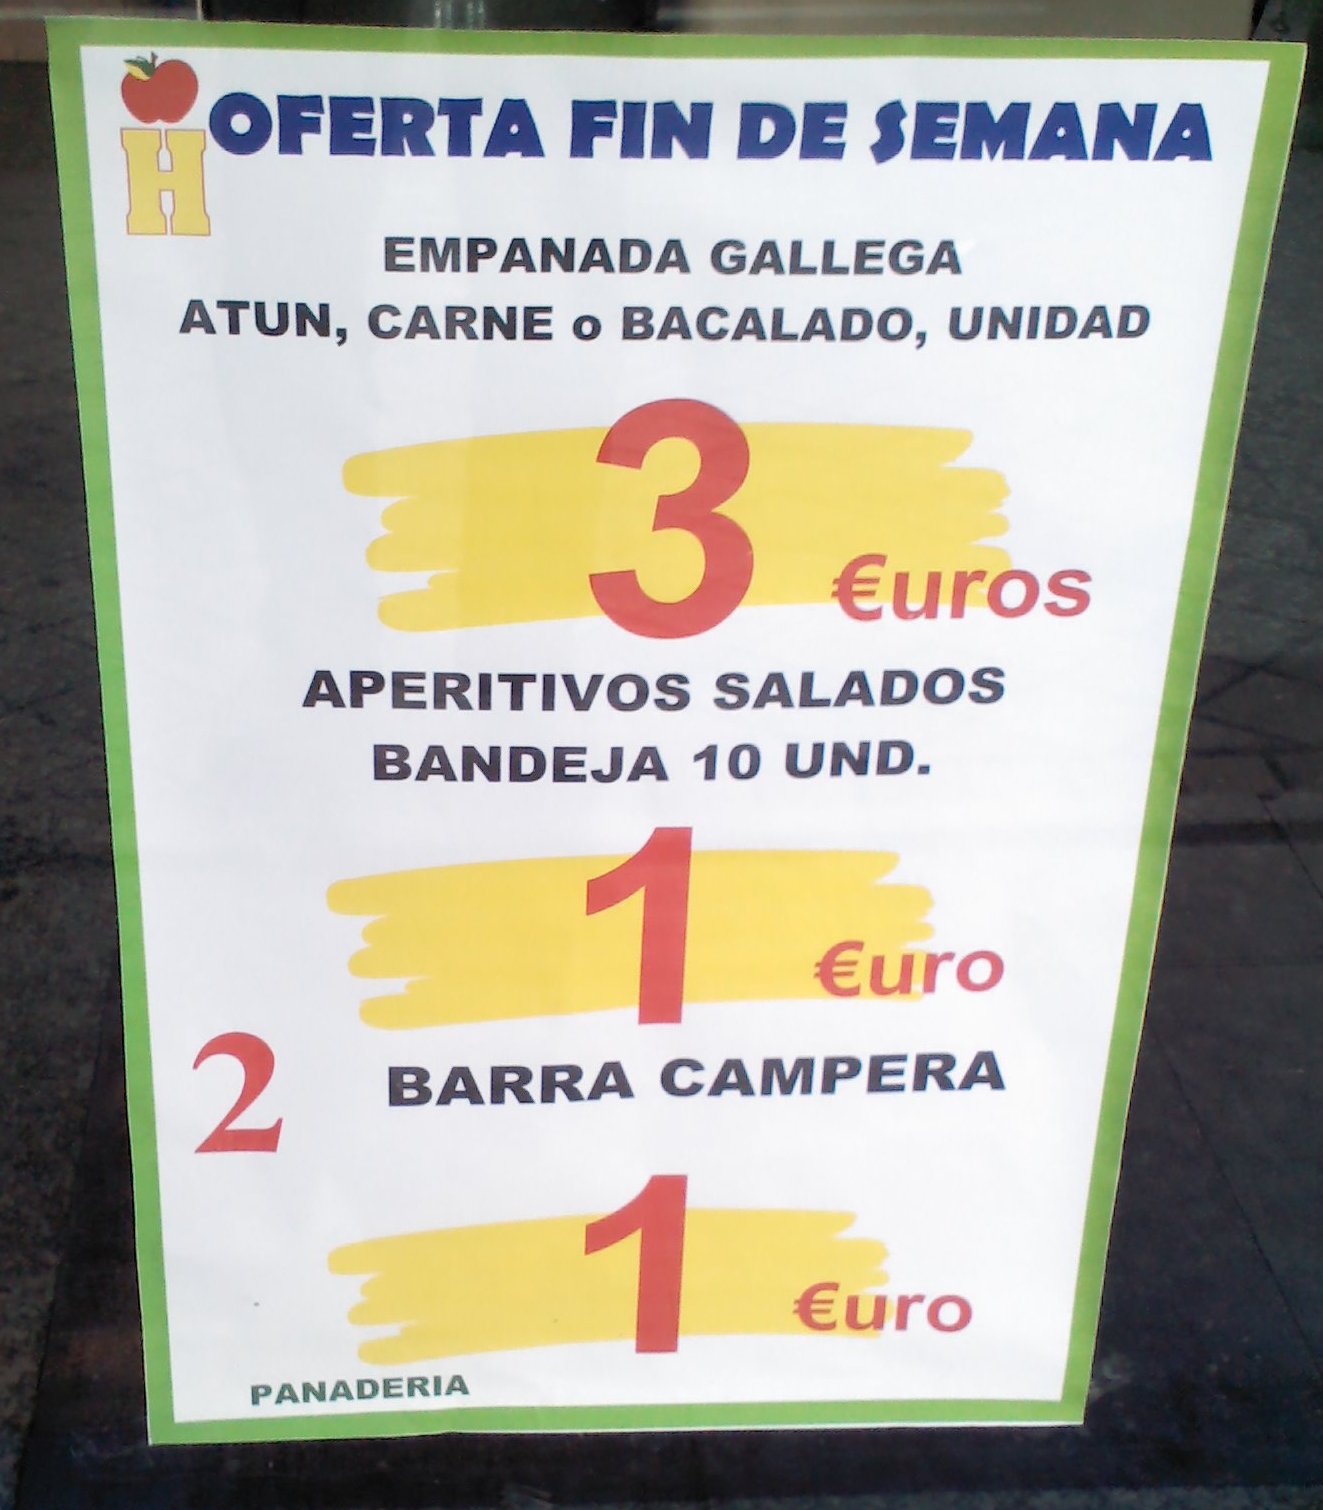 H OFERTA FIN DE SEMANA
EMPANADA GALLEGA
ATUN, CARNE o BACALADO, UNIDAD
3 €uros
APERITIVOS SALADOS
BANDEJA 10 UND.
1 €uro
2 BARRA CAMPERA
1 €uro
PANADERIA